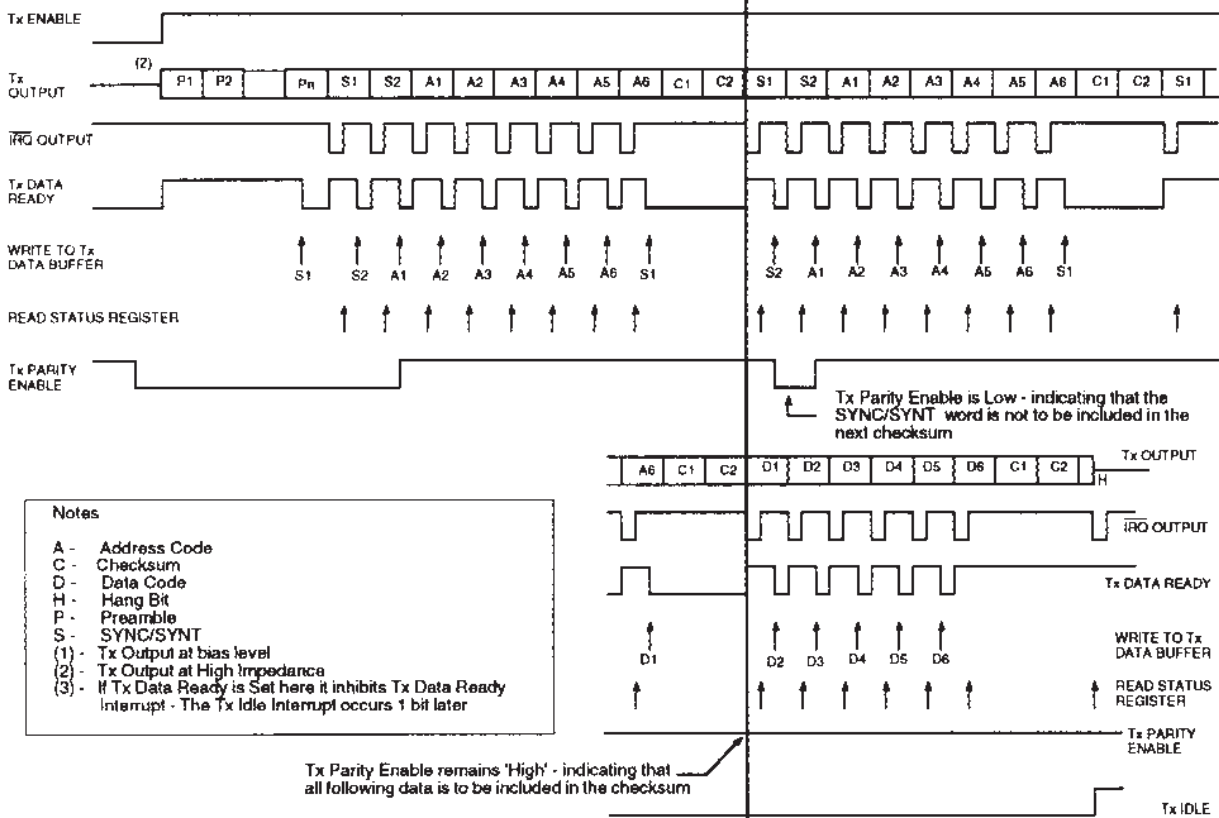 Tx ENABLE
(2)
Tx OUTPUT
P1 P2 Pn S1 S2 A1 A2 A3 A4 A5 A6 C1 C2 S1 S2 A1 A2 A3 A4 A5 A6 C1 C2 S1
IRQ OUTPUT
Tx DATA READY
WRITE TO Tx DATA BUFFER
S1 S2 A1 A2 A3 A4 A5 A6 S1 S2 A1 A2 A3 A4 A5 A6 S1
READ STATUS REGISTER
Tx PARITY ENABLE
Tx Parity Enable is Low - indicating that the
SYNC/SYNT word is not to be included in the
next checksum
A6 C1 C2 D1 D2 D3 D4 D5 D6 C1 C2 H
Tx OUTPUT
IRQ OUTPUT
Tx DATA READY
D1 D2 D3 D4 D5 D6
WRITE TO Tx
DATA BUFFER
READ STATUS
REGISTER
Tx PARITY
ENABLE
Tx IDLE
Notes
A - Address Code
C - Checksum
D - Data Code
H - Hang Bit
P - Preamble
S - SYNC/SYNT
(1) - Tx Output at bias level
(2) - Tx Output at High Impedance
(3) - If Tx Data Ready is Set here it inhibits Tx Data Ready
Interrupt - The Tx Idle Interrupt occurs 1 bit later
Tx Parity Enable remains 'High' - indicating that
all following data is to be included in the checksum